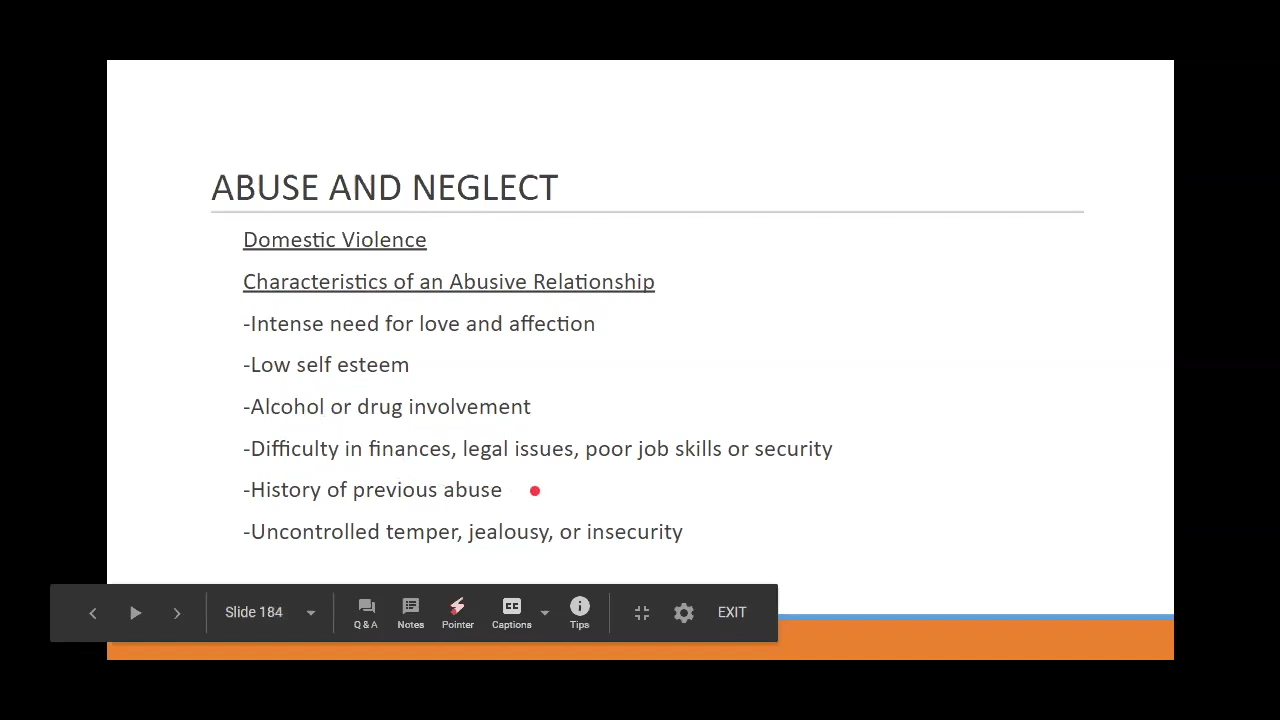 ABUSE AND NEGLECT
Domestic Violence
Characteristics of an Abusive Relationship
-Intense need for love and affection
-Low self esteem
-Alcohol or drug involvement
-Difficulty in finances, legal issues, poor job skills or security
-History of previous abuse
-Uncontrolled temper, jealousy, or insecurity
Slide 184
Q & A
Notes
Pointer
CC
Captions
Tips
EXIT